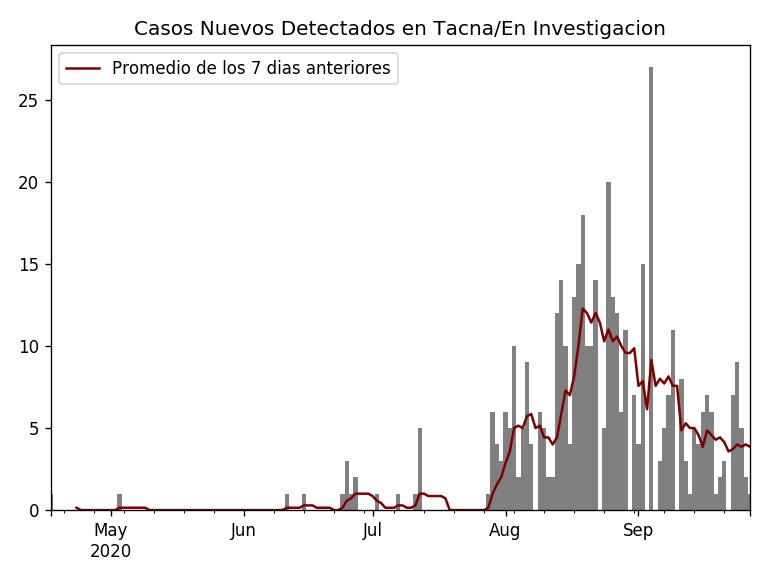 Casos Nuevos Detectados en Tacna/En Investigacion
Promedio de los 7 dias anteriores
25
20
15
10
5
0
May Jun Jul Aug Sep
2020